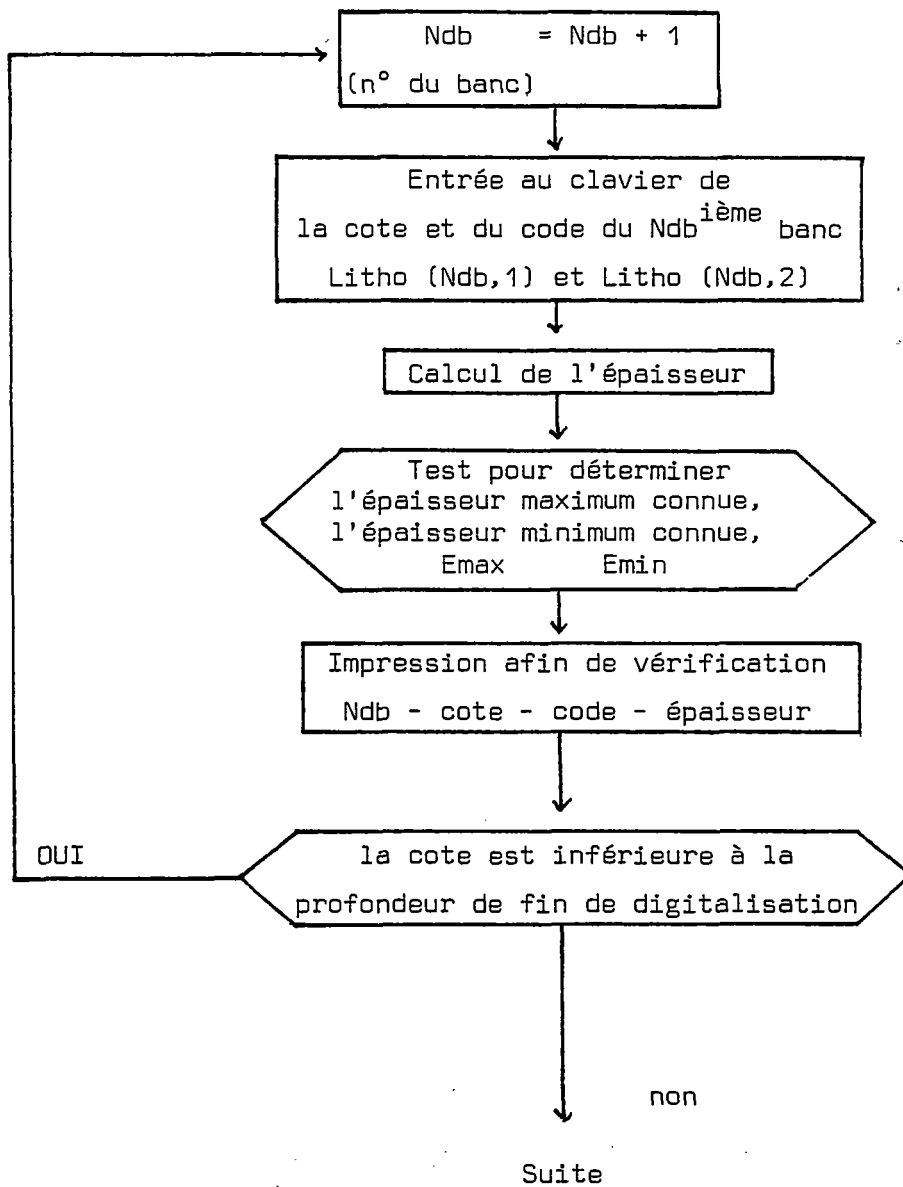 Ndb = Ndb + 1
(n° du banc)
Entrée au clavier de
la cote et du code du Ndb ième banc
Litho (Ndb,1) et Litho (Ndb,2)
Calcul de l'épaisseur
Test pour déterminer
l'épaisseur maximum connue,
l'épaisseur minimum connue,
Emax Emin
Impression afin de vérification
Ndb - cote - code - épaisseur
OUI
la cote est inférieure à la
profondeur de fin de digitalisation
non
Suite